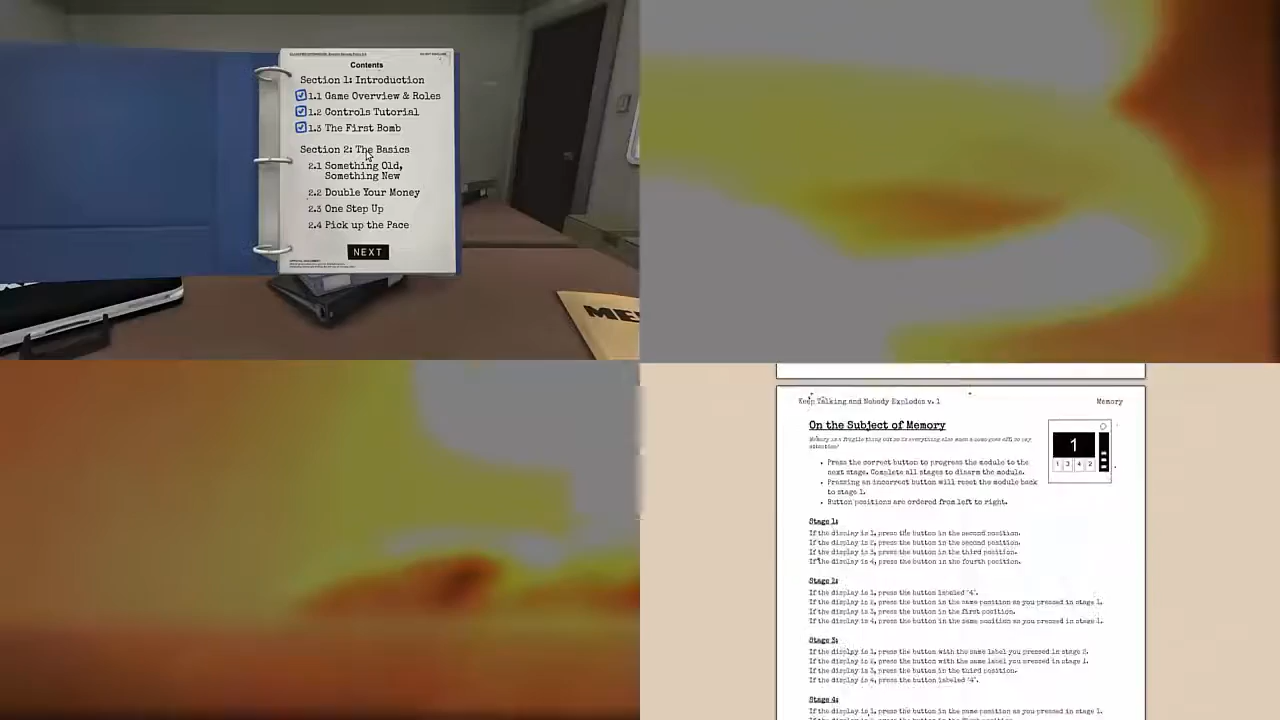 Contents
Section 1: Introduction
1.1 Game Overview & Roles
1.2 Controls Tutorial
1.3 The First Bomb
Section 2: The Basics
2.1 Something Old,
Something New
2.2 Double Your Money
2.3 One Step Up
2.4 Pick up the Pace
NEXT
ME
Keep Talking and Nobody Explodes v. 1
Memory
On the Subject of Memory
1
1 3 4 2
Press the correct button to progress the module to the
next stage. Complete all stages to disarm the module.
Pressing an incorrect button will reset the module back
to stage 1.
Button positions are ordered from left to right.
Stage 1:
If the display is 1, press the button in the second position.
If the display is 2, press the button in the second position.
If the display is 3, press the button in the third position.
If the display is 4, press the button in the fourth position.
Stage 2:
If the display is 1, press the button labeled "4".
If the display is 2, press the button in the same position as you pressed in stage 1.
If the display is 3, press the button in the first position.
If the display is 4, press the button in the same position as you pressed in stage 1.
Stage 3:
If the display is 1, press the button with the same label you pressed in stage 2.
If the display is 2, press the button with the same label you pressed in stage 1.
If the display is 3, press the button in the third position.
If the display is 4, press the button labeled "4".
Stage 4:
If the display is 1, press the button in the same position as you pressed in stage 1.